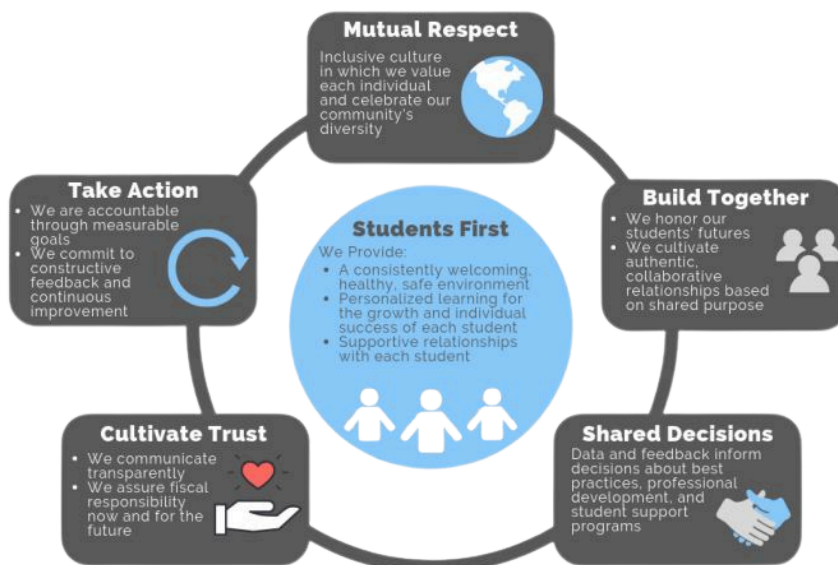 Mutual Respect
Inclusive culture
in which we value
each individual
and celebrate our
community's
diversity
Take Action
• We are accountable
through measurable
goals
• We commit to
constructive
feedback and
continuous
improvement
Students First
We Provide:
• A consistently welcoming,
healthy, safe environment
• Personalized learning for
the growth and individual
success of each student
• Supportive relationships
with each student
Build Together
• We honor our
students' futures
• We cultivate
authentic,
collaborative
relationships based
on shared purpose
Cultivate Trust
• We communicate
transparently
• We assure fiscal
responsibility
now and for the
future
Shared Decisions
Data and feedback inform
decisions about best
practices, professional
development, and
student support
programs